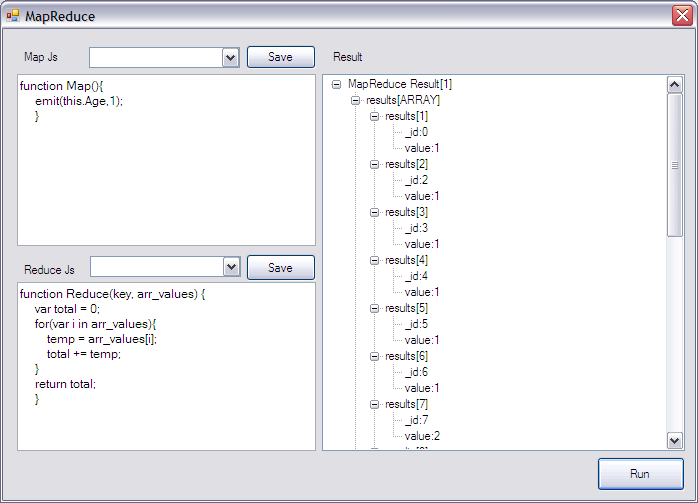 MapReduce
Map Js
Save
function Map(){
emit(this.Age,1);
}
Reduce Js
Save
function Reduce(key, arr_values) {
var total = 0;
for(var i in arr_values){
temp = arr_values[i];
total += temp;
}
return total;
}
Result
MapReduce Result[1]
results[ARRAY]
results[1]
_id:0
value:1
results[2]
_id:2
value:1
results[3]
_id:3
value:1
results[4]
_id:4
value:1
results[5]
_id:5
value:1
results[6]
_id:6
value:1
results[7]
_id:7
value:2
Run